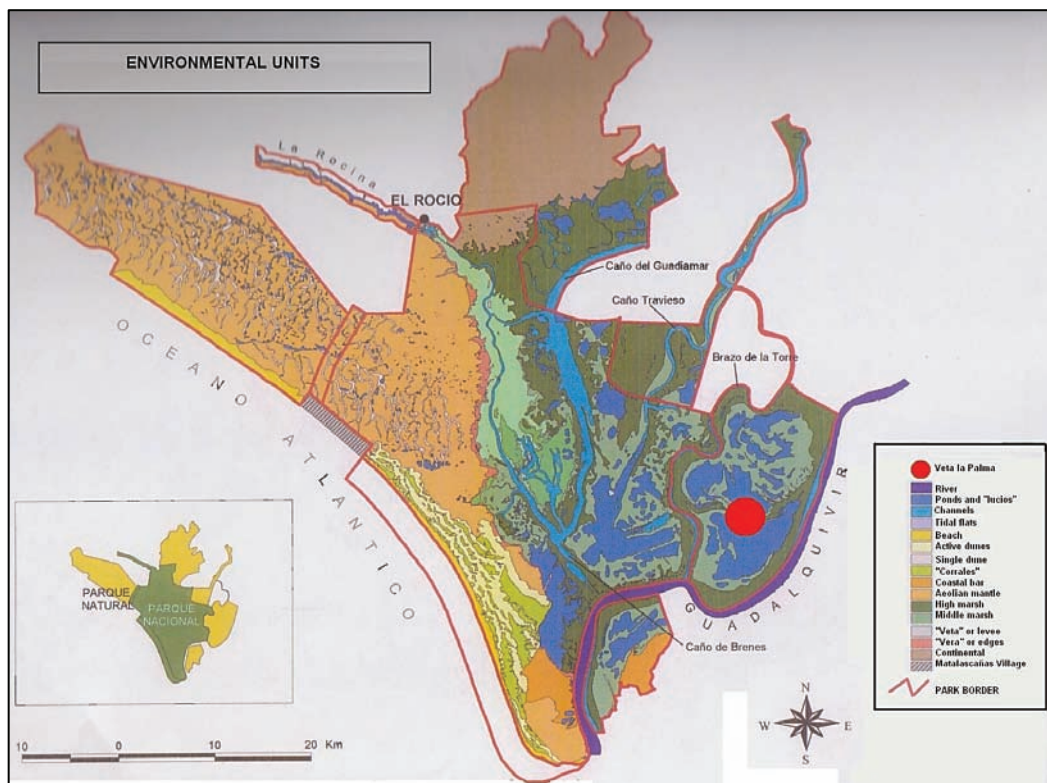 ENVIRONMENTAL UNITS
La Rocina
EL ROCIO
Caño del Guadiamar
Caño Travieso
Brazo de la Torre
OCEANO ATLANTICO
GUADALQUIVIR
Caño de Brenes
PARQUE
NATURAL
PARQUE
NACIONAL
10 0 10 20 Km
N
W E
S
Veta la Palma
River
Ponds and "lucios"
Channels
Tidal flats
Beach
Active dunes
Single dune
"Corrales"
Coastal bar
Aeolian mantle
High marsh
Middle marsh
"Veta" or levee
"Vera" or edges
Continental
Matalascañas Village
PARK BORDER